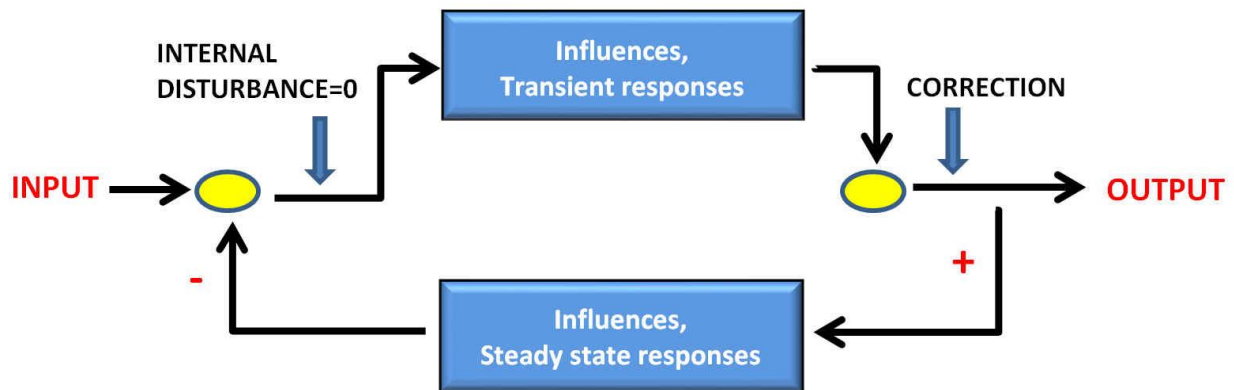 INTERNAL
DISTURBANCE=0
Influences,
Transient responses
CORRECTION
INPUT
OUTPUT
-
+
Influences,
Steady state responses